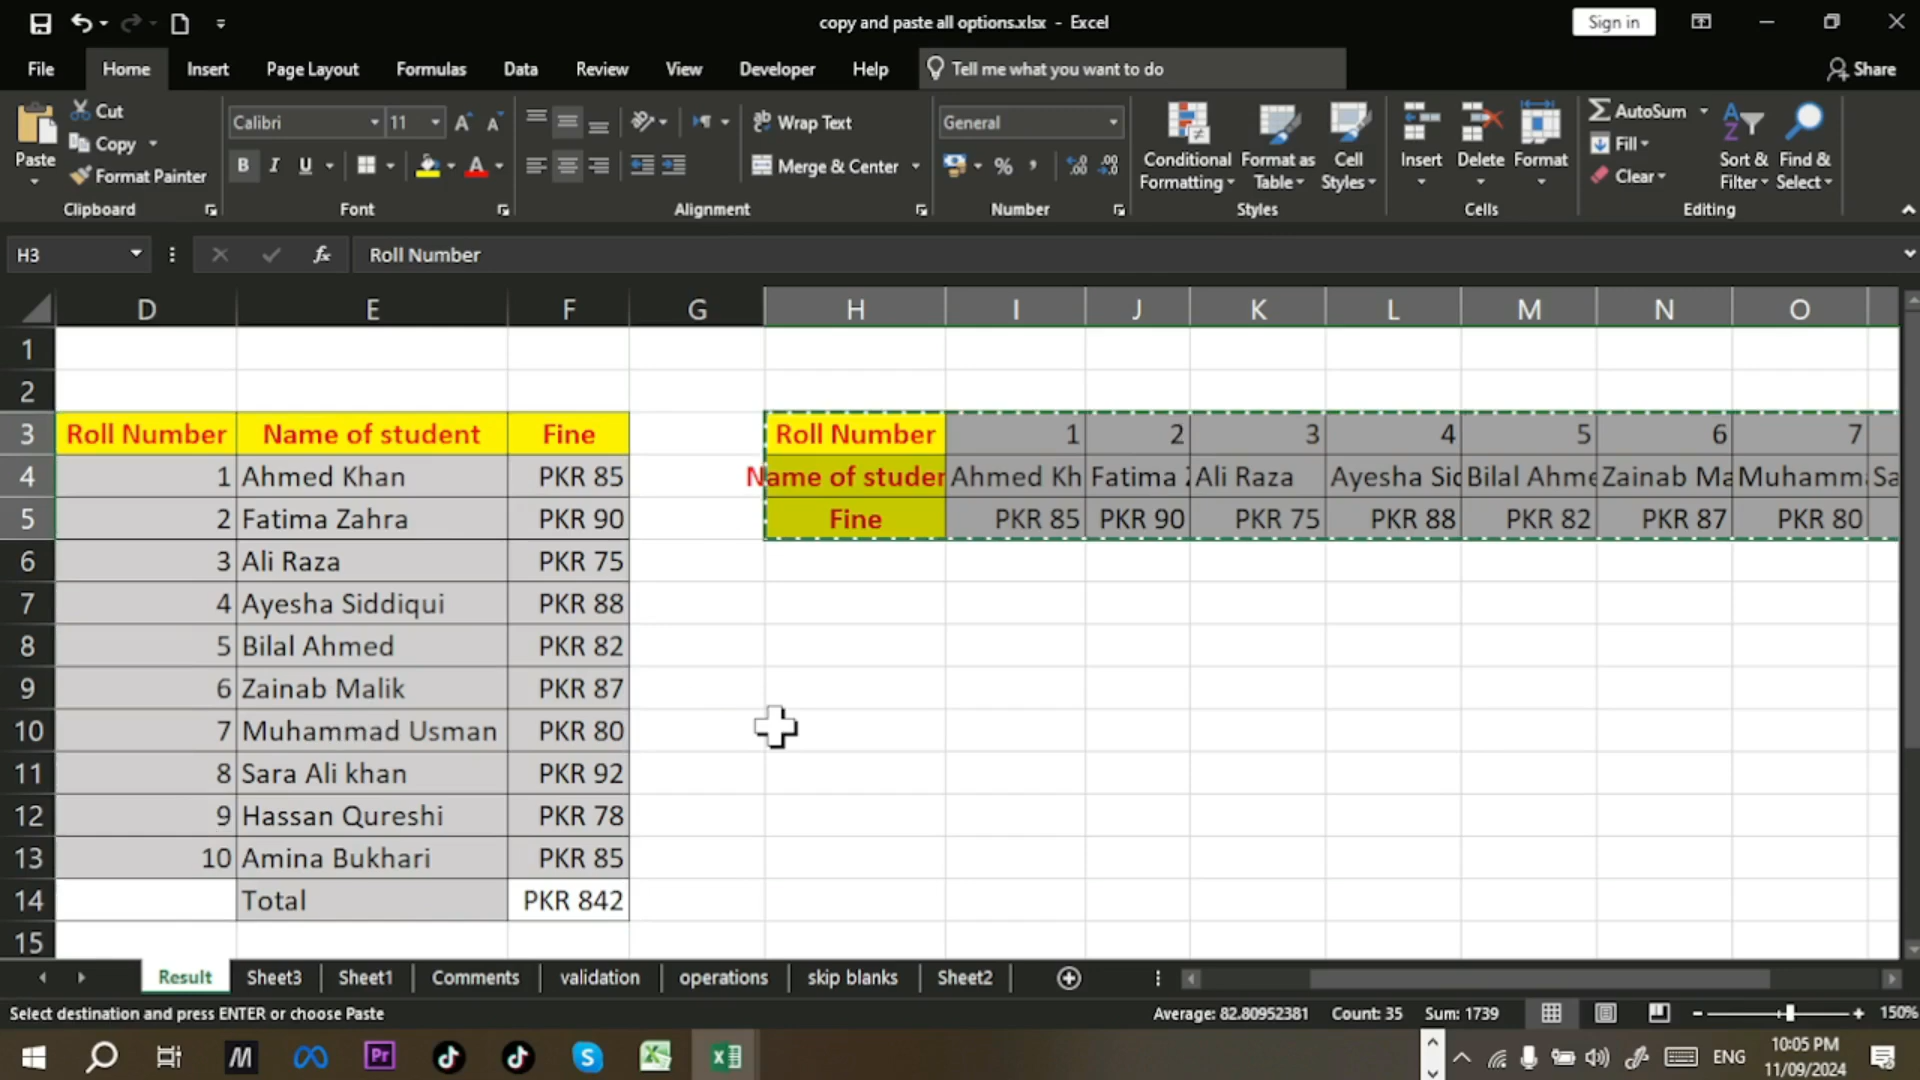 copy and paste all options.xlsx - Excel
Sign in
File Home Insert Page Layout Formulas Data Review View Developer Help Tell me what you want to do Share
Paste
Cut
Copy
Format Painter
Clipboard
Calibri 11
B I U
Font
Wrap Text
Merge & Center
Alignment
General
Number
Conditional Formatting
Format as Table
Cell Styles
Styles
Insert Delete Format
Cells
AutoSum
Fill
Clear
Sort & Filter
Find & Select
Editing
H3 fx Roll Number
D E F G H I J K L M N O
1
2
3 Roll Number Name of student Fine Roll Number 1 2 3 4 5 6 7
4 1 Ahmed Khan PKR 85 Name of studen Ahmed Kh Fatima Ali Raza Ayesha Sid Bilal Ahme Zainab Ma Muhamm Sa
5 2 Fatima Zahra PKR 90 Fine PKR 85 PKR 90 PKR 75 PKR 88 PKR 82 PKR 87 PKR 80
6 3 Ali Raza PKR 75
7 4 Ayesha Siddiqui PKR 88
8 5 Bilal Ahmed PKR 82
9 6 Zainab Malik PKR 87
10 7 Muhammad Usman PKR 80
11 8 Sara Ali khan PKR 92
12 9 Hassan Qureshi PKR 78
13 10 Amina Bukhari PKR 85
14 Total PKR 842
15
Result Sheet3 Sheet1 Comments validation operations skip blanks Sheet2
Select destination and press ENTER or choose Paste Average: 82.80952381 Count: 35 Sum: 1739 150%
ENG
10:05 PM
11/09/2024